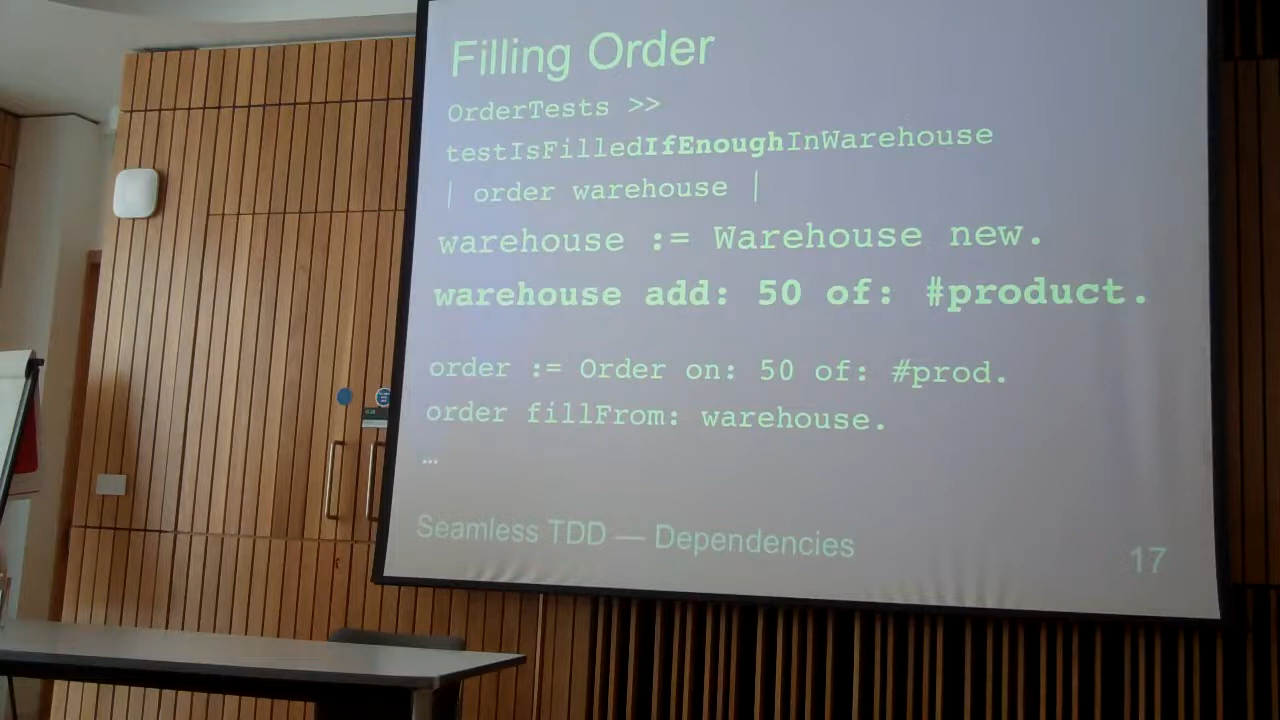 Filling Order
OrderTests >>
testIsFilledIfEnoughInWarehouse
| order warehouse |
warehouse := Warehouse new.
warehouse add: 50 of: #product.
order := Order on: 50 of: #prod.
order fillFrom: warehouse.
…
Seamless TDD — Dependencies
17